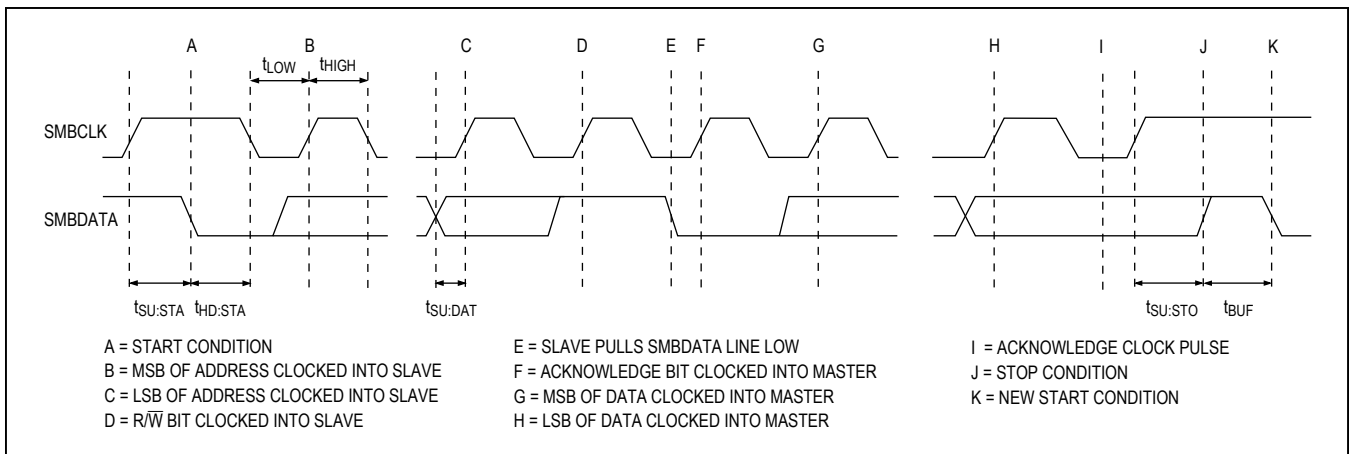 A B C D E F G H I J K
tLOW tHIGH
SMBCLK
SMBDATA
tSU:STA tHD:STA tSU:DAT tSU:STO tBUF
A = START CONDITION
B = MSB OF ADDRESS CLOCKED INTO SLAVE
C = LSB OF ADDRESS CLOCKED INTO SLAVE
D = R/W̅ BIT CLOCKED INTO SLAVE
E = SLAVE PULLS SMBDATA LINE LOW
F = ACKNOWLEDGE BIT CLOCKED INTO MASTER
G = MSB OF DATA CLOCKED INTO MASTER
H = LSB OF DATA CLOCKED INTO MASTER
I = ACKNOWLEDGE CLOCK PULSE
J = STOP CONDITION
K = NEW START CONDITION